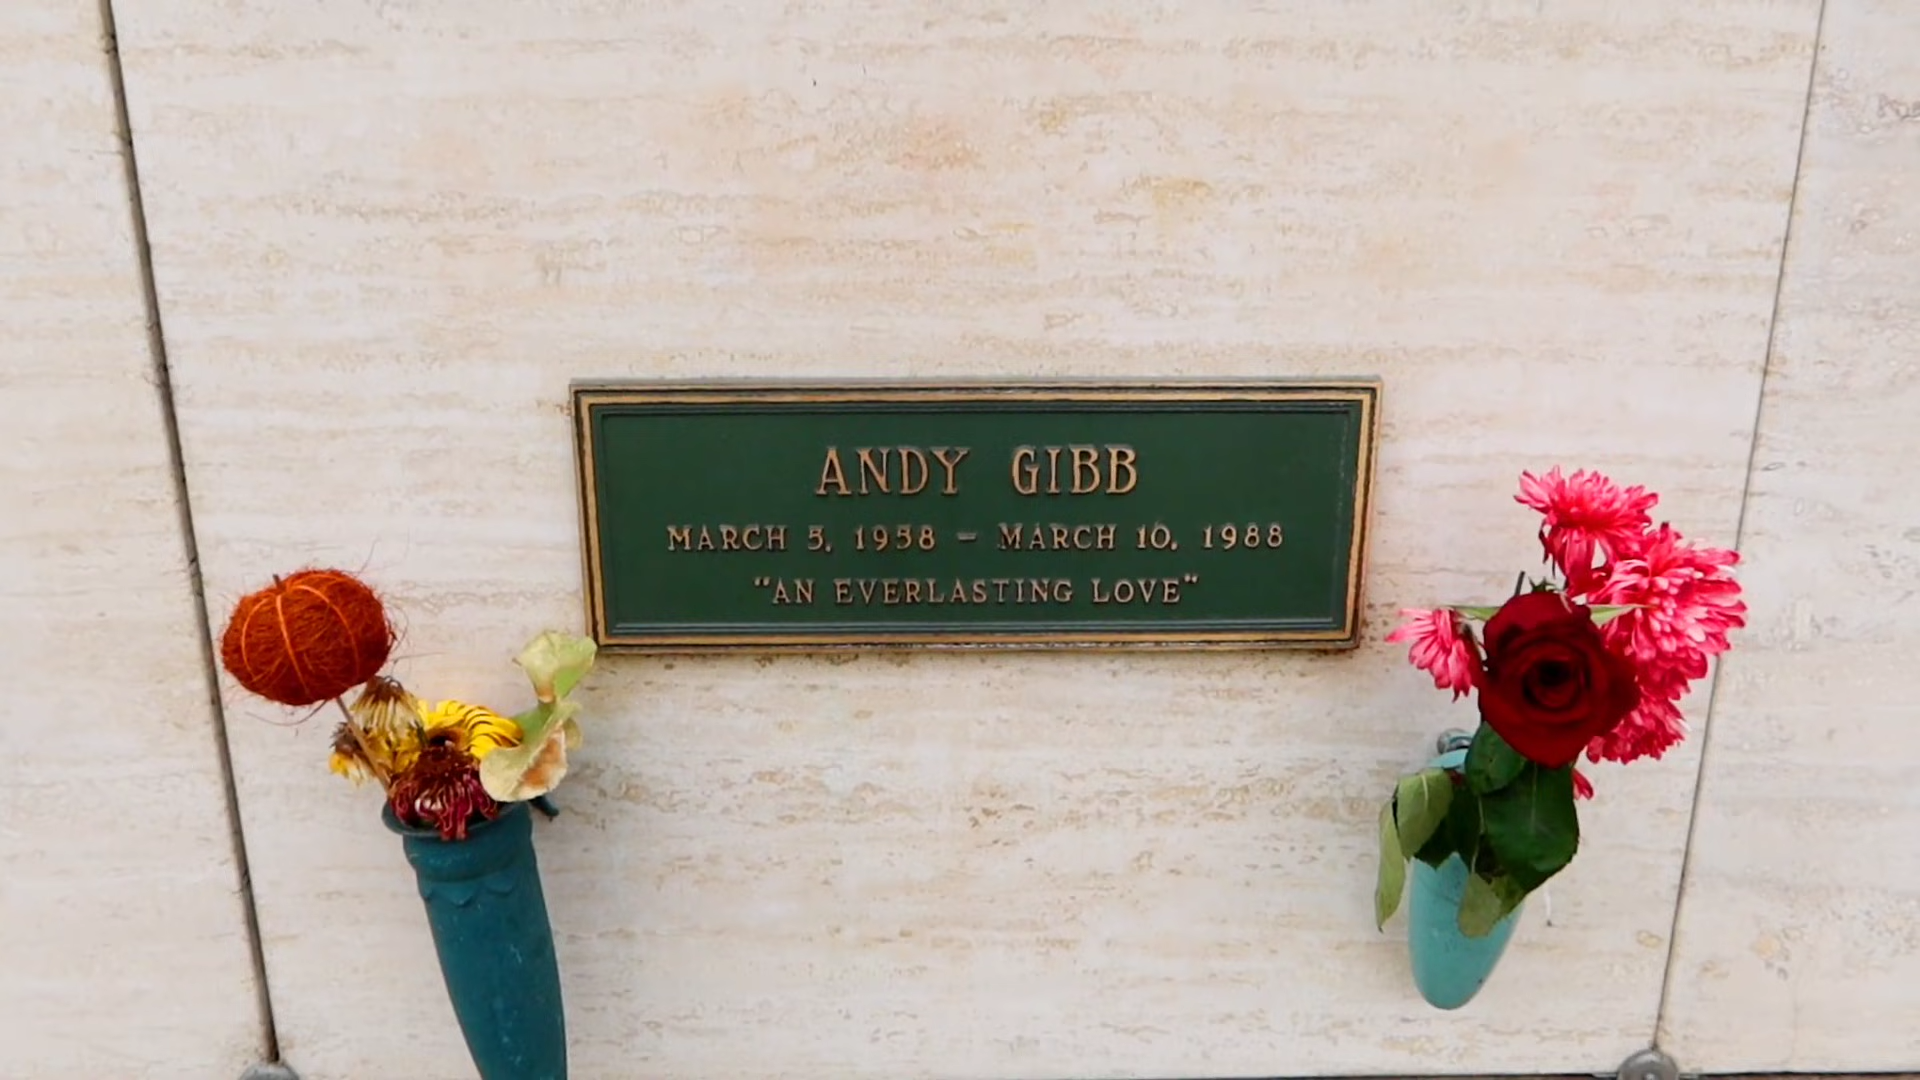 ANDY GIBB
MARCH 5, 1958 – MARCH 10, 1988
"AN EVERLASTING LOVE"